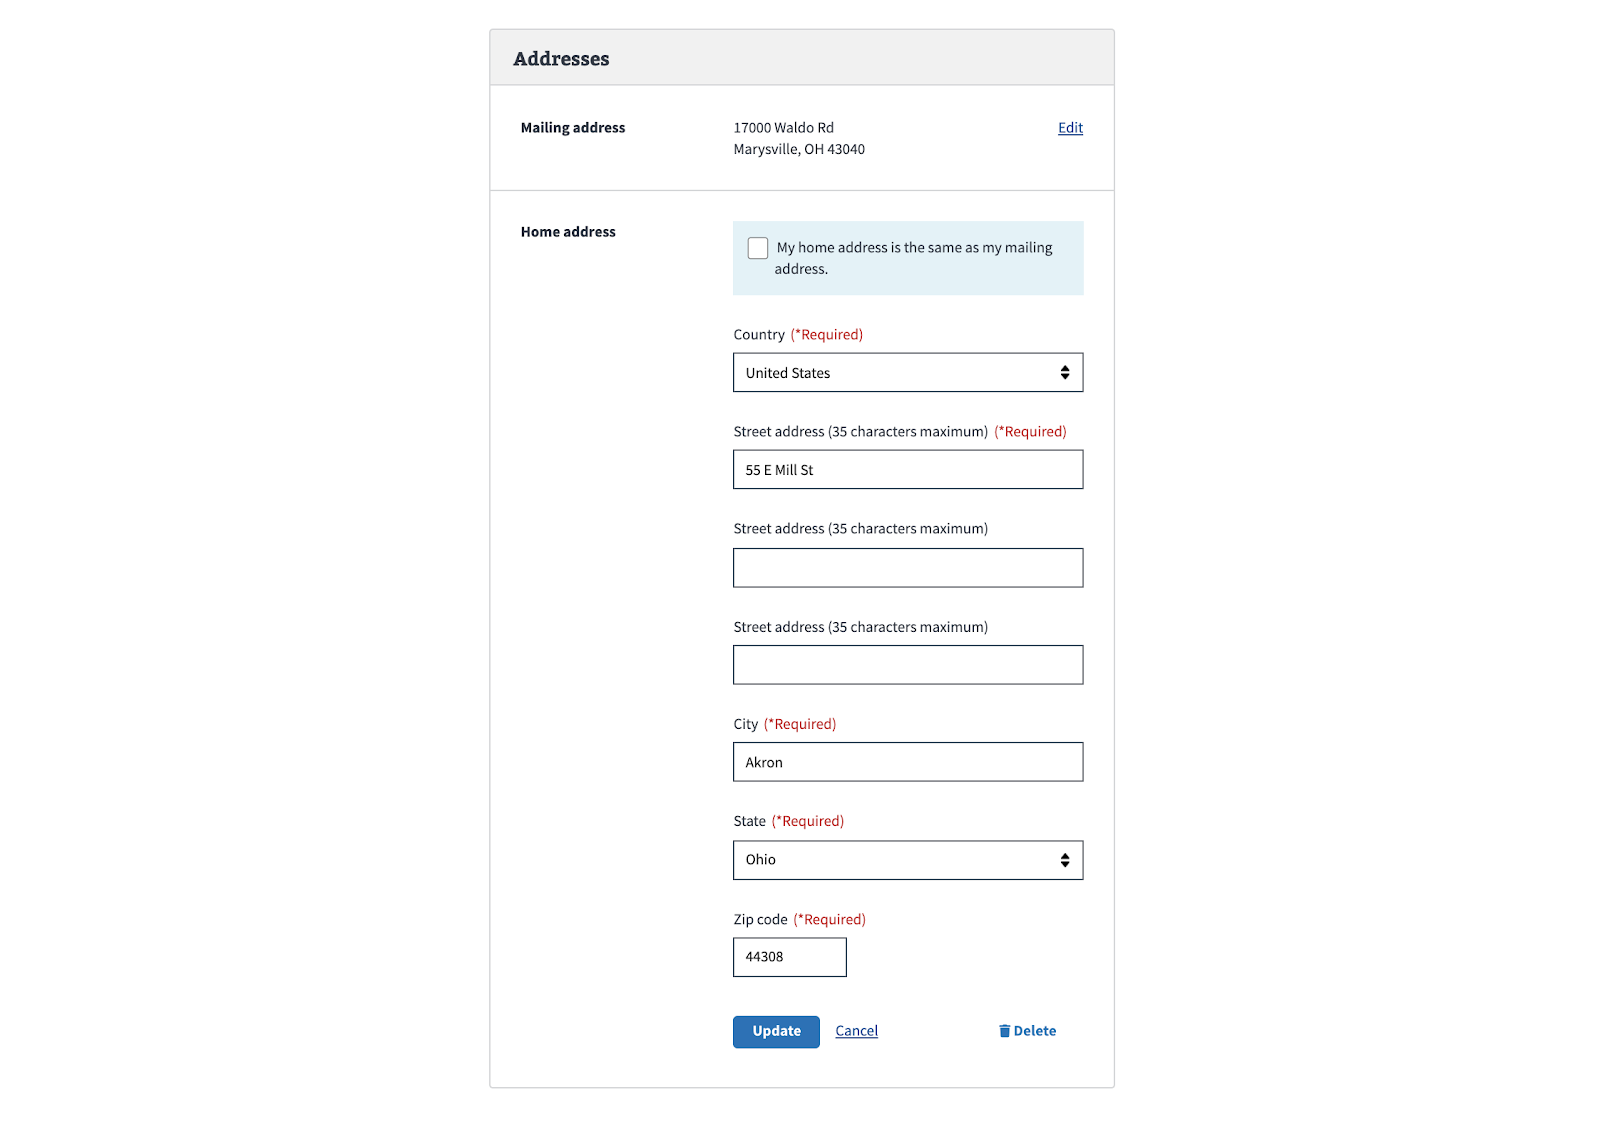 Addresses
Mailing address
17000 Waldo Rd
Marysville, OH 43040
Edit
Home address
My home address is the same as my mailing
address.
Country (*Required)
United States
Street address (35 characters maximum) (*Required)
55 E Mill St
Street address (35 characters maximum)
Street address (35 characters maximum)
City (*Required)
Akron
State (*Required)
Ohio
Zip code (*Required)
44308
Update
Cancel
Delete